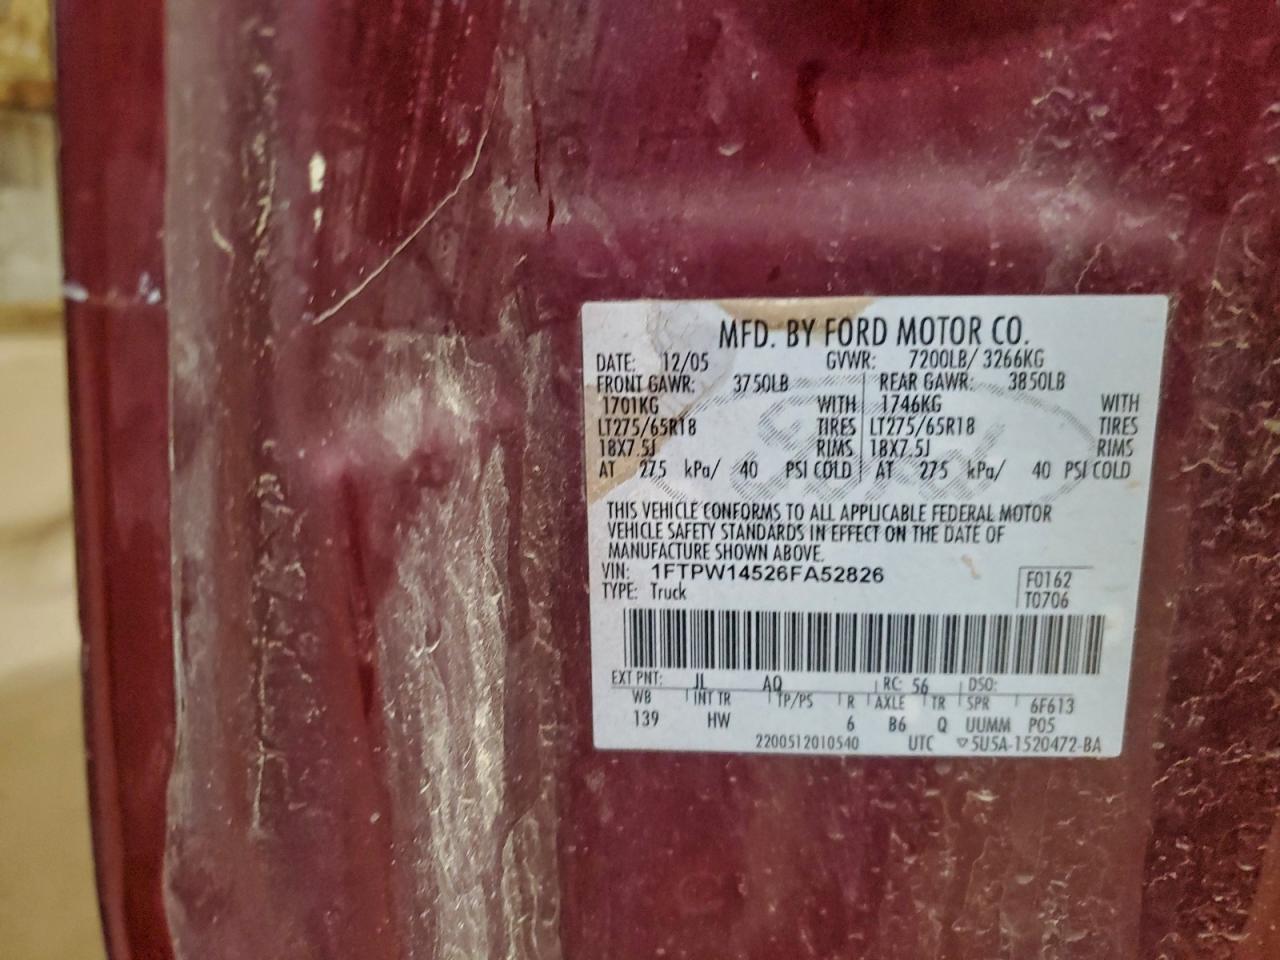 MFD. BY FORD MOTOR CO.
DATE: 12/05 GVWR: 7200LB/ 3266KG
FRONT GAWR: 3750LB REAR GAWR: 3850LB
1701KG WITH 1746KG WITH
LT275/65R18 TIRES LT275/65R18 TIRES
18X7.5J RIMS 18X7.5J RIMS
AT 275 kPa/ 40 PSI COLD AT 275 kPa/ 40 PSI COLD
THIS VEHICLE CONFORMS TO ALL APPLICABLE FEDERAL MOTOR
VEHICLE SAFETY STANDARDS IN EFFECT ON THE DATE OF
MANUFACTURE SHOWN ABOVE.
VIN: 1FTPW14526FA52826 F0162
TYPE: Truck T0706
EXT PNT: JL AQ RC: 56 DSO:
WB INT TR TP/PS R AXLE TR SPR 6F613
139 HW 6 B6 Q UUMM P05
2200512010540 UTC ▽5U5A-1520472-BA